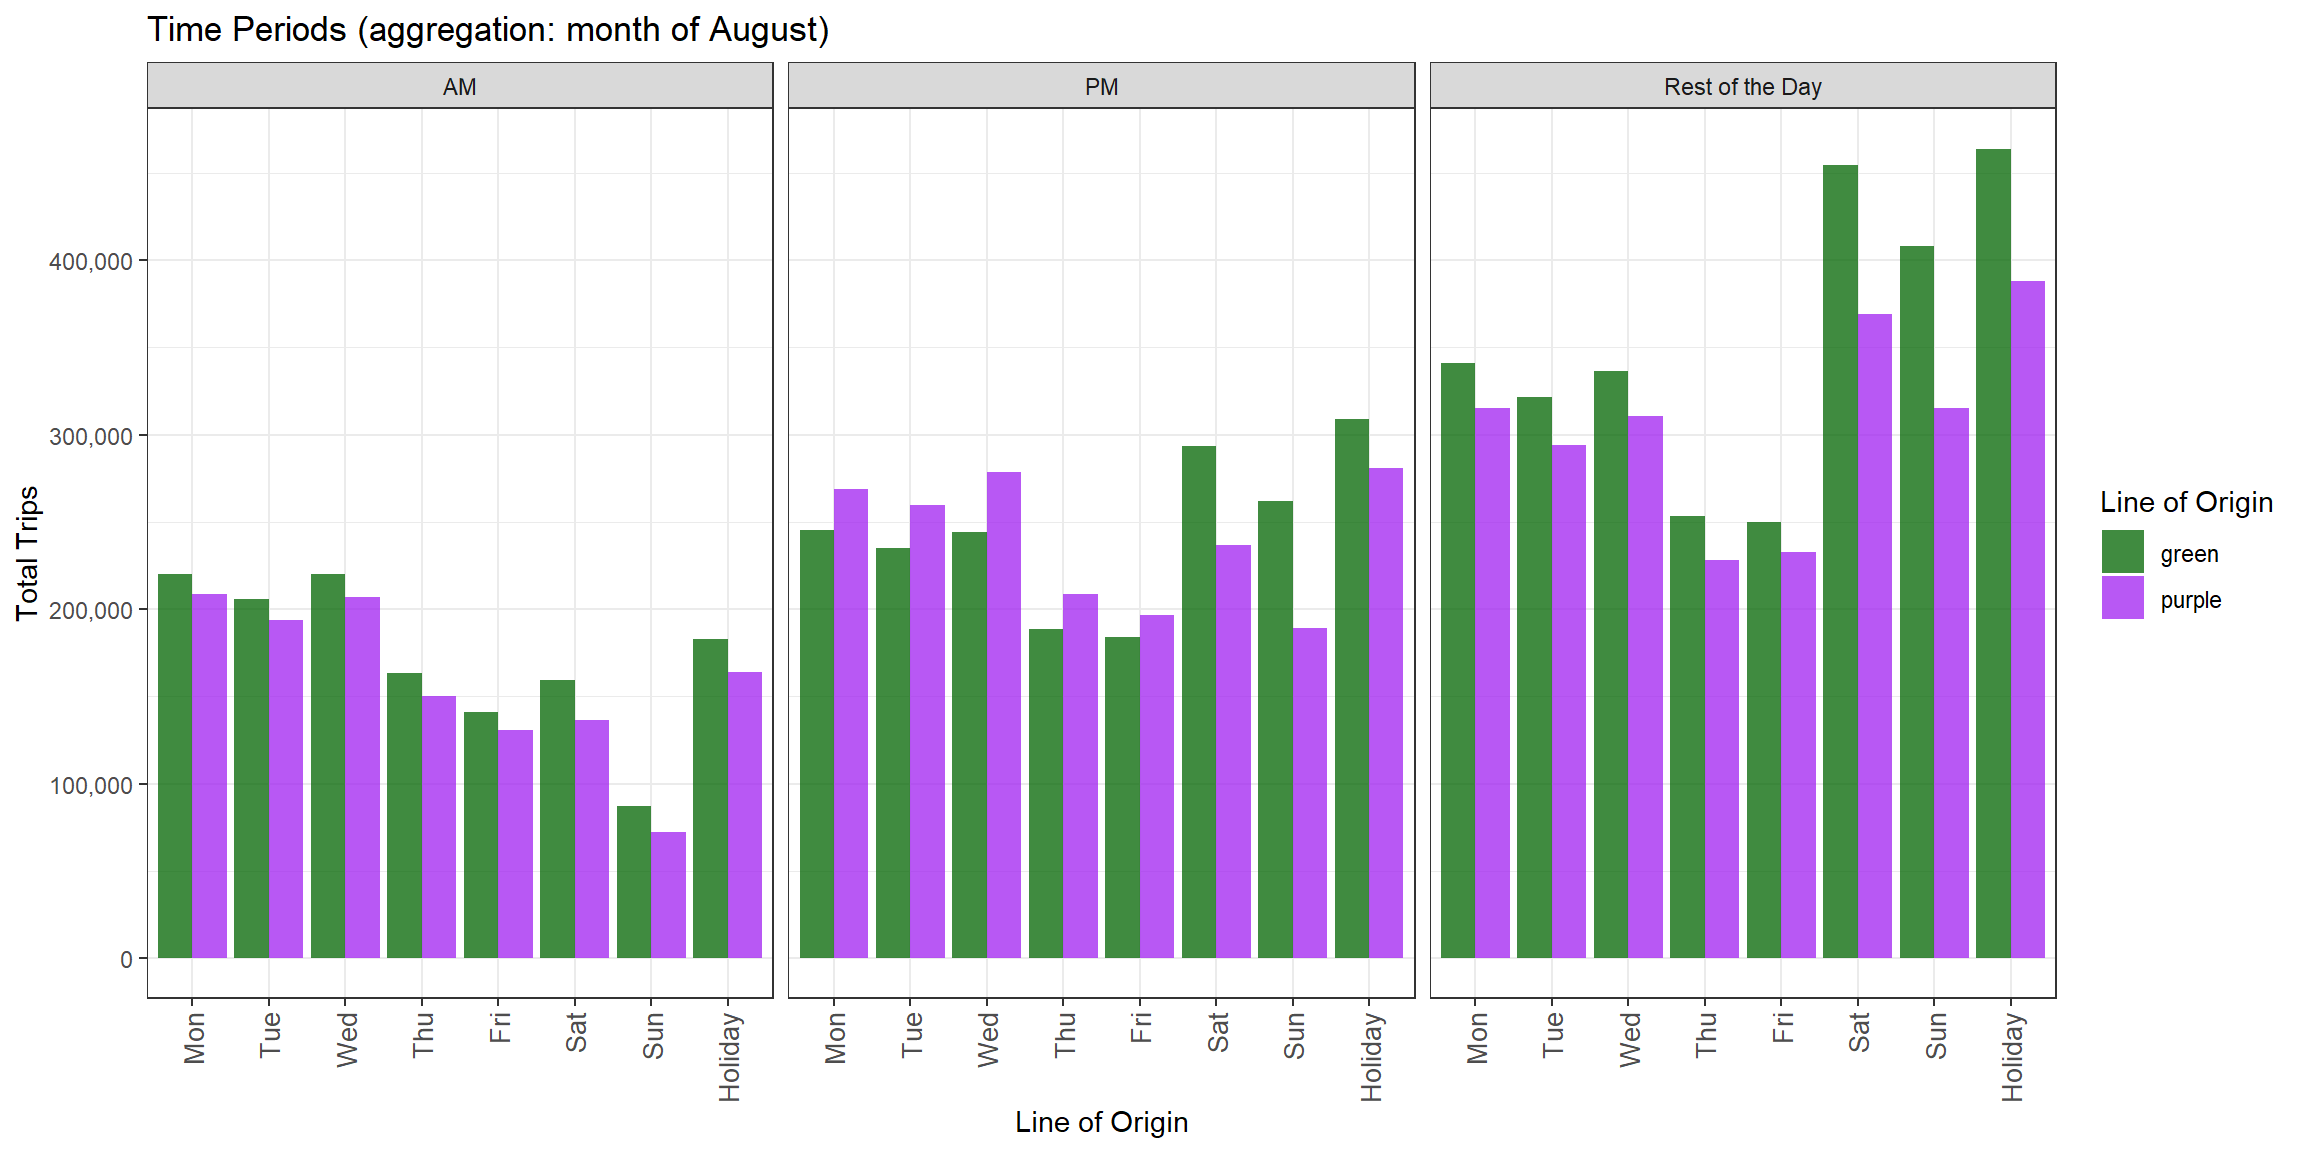 Time Periods (aggregation: month of August)
AM
PM
Rest of the Day
Total Trips
400,000
300,000
200,000
100,000
0
Mon
Tue
Wed
Thu
Fri
Sat
Sun
Holiday
Mon
Tue
Wed
Thu
Fri
Sat
Sun
Holiday
Mon
Tue
Wed
Thu
Fri
Sat
Sun
Holiday
Line of Origin
Line of Origin
green
purple